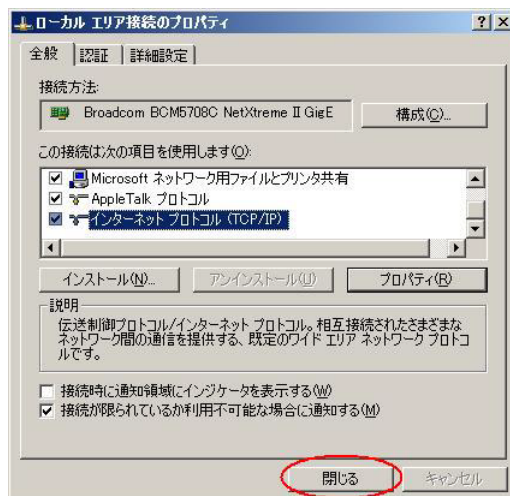 ローカル エリア接続のプロパティ
全般 認証 詳細設定
接続方法:
Broadcom BCM5708C NetXtreme II GigE 構成(C)...
この接続は次の項目を使用します(O):
Microsoft ネットワーク用ファイルとプリンタ共有
AppleTalk プロトコル
インターネット プロトコル (TCP/IP)
インストール(N)... アンインストール(U) プロパティ(R)
説明
伝送制御プロトコル/インターネット プロトコル。相互接続されたさまざまな
ネットワーク間の通信を提供する、既定のワイド エリア ネットワーク プロトコ
ルです。
接続時に通知領域にインジケータを表示する(W)
接続が限られているか利用不可能な場合に通知する(M)
閉じる キャンセル